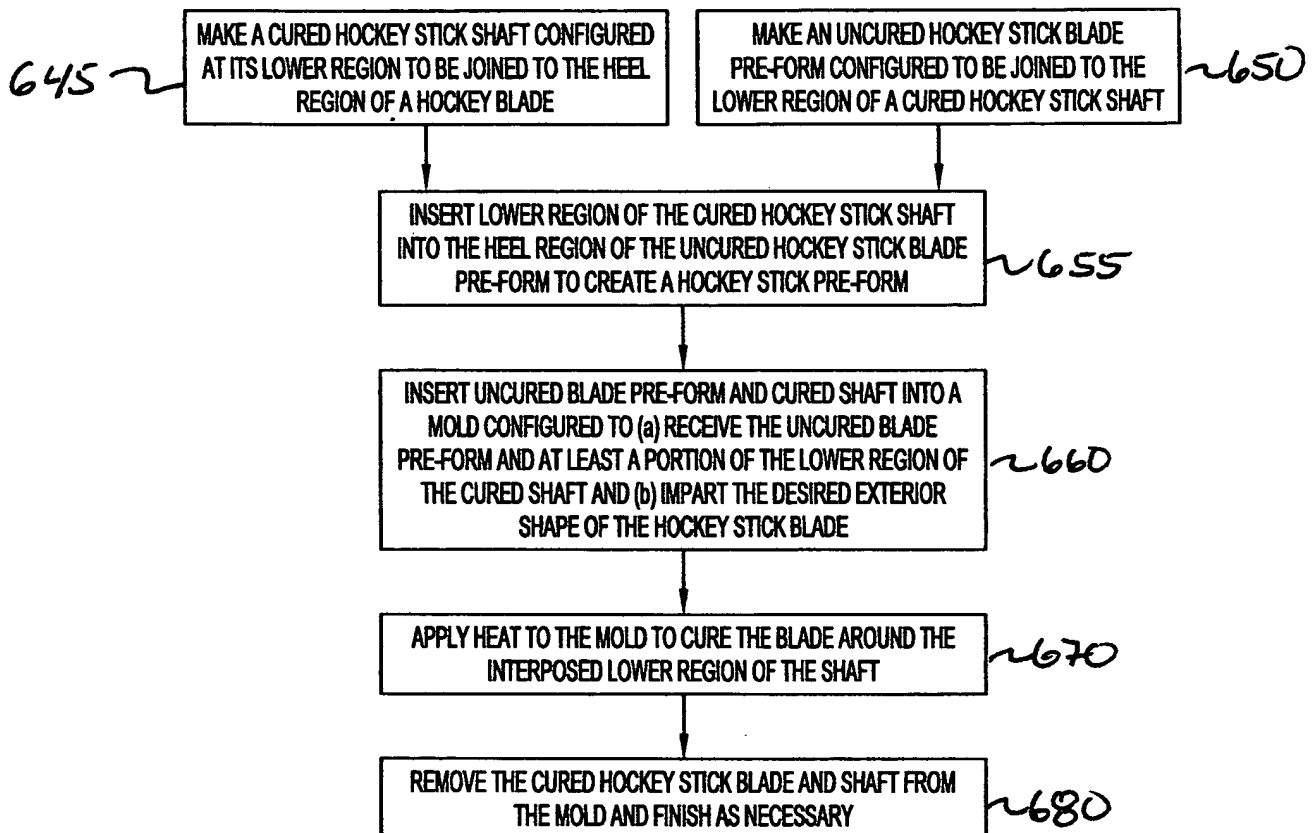 MAKE A CURED HOCKEY STICK SHAFT CONFIGURED
AT ITS LOWER REGION TO BE JOINED TO THE HEEL
REGION OF A HOCKEY BLADE
645
MAKE AN UNCURED HOCKEY STICK BLADE
PRE-FORM CONFIGURED TO BE JOINED TO THE
LOWER REGION OF A CURED HOCKEY STICK SHAFT
650
INSERT LOWER REGION OF THE CURED HOCKEY STICK SHAFT
INTO THE HEEL REGION OF THE UNCURED HOCKEY STICK BLADE
PRE-FORM TO CREATE A HOCKEY STICK PRE-FORM
655
INSERT UNCURED BLADE PRE-FORM AND CURED SHAFT INTO A
MOLD CONFIGURED TO (a) RECEIVE THE UNCURED BLADE
PRE-FORM AND AT LEAST A PORTION OF THE LOWER REGION OF
THE CURED SHAFT AND (b) IMPART THE DESIRED EXTERIOR
SHAPE OF THE HOCKEY STICK BLADE
660
APPLY HEAT TO THE MOLD TO CURE THE BLADE AROUND THE
INTERPOSED LOWER REGION OF THE SHAFT
670
REMOVE THE CURED HOCKEY STICK BLADE AND SHAFT FROM
THE MOLD AND FINISH AS NECESSARY
680